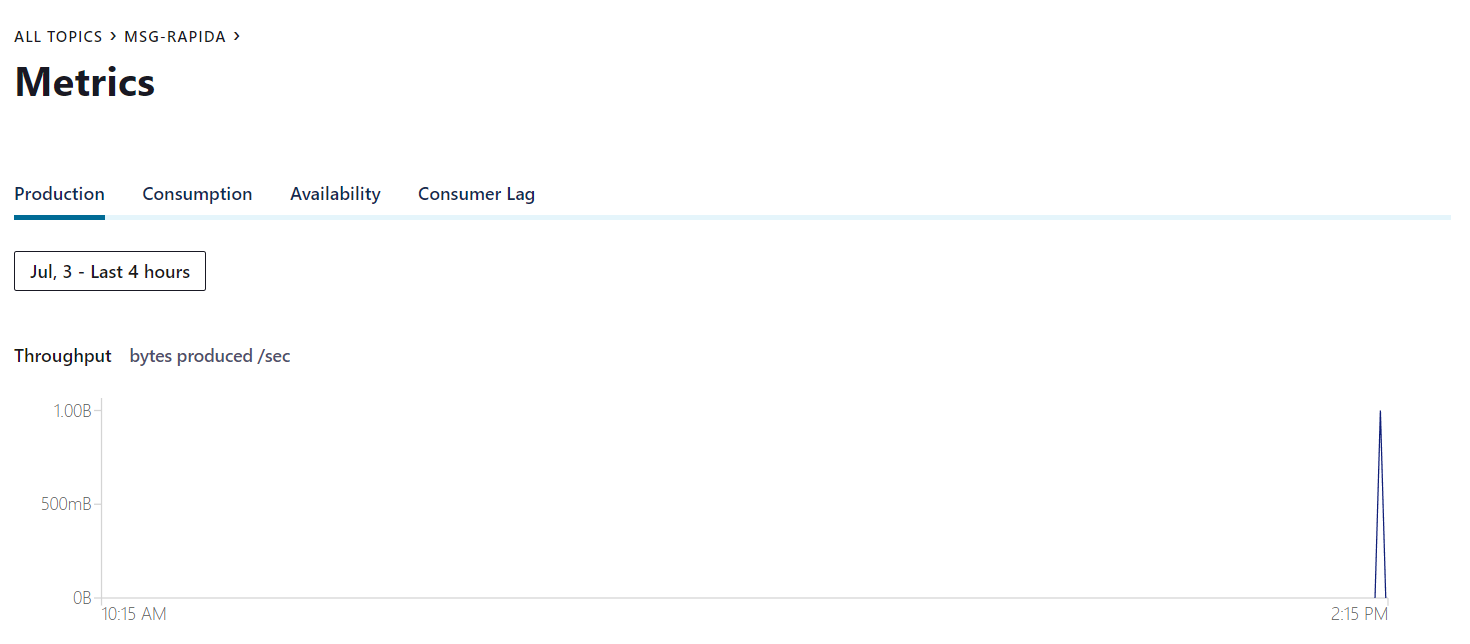 ALL TOPICS > MSG-RAPIDA >
Metrics
Production Consumption Availability Consumer Lag
Jul, 3 - Last 4 hours
Throughput bytes produced /sec
1.00B
500mB
0B
10:15 AM 2:15 PM